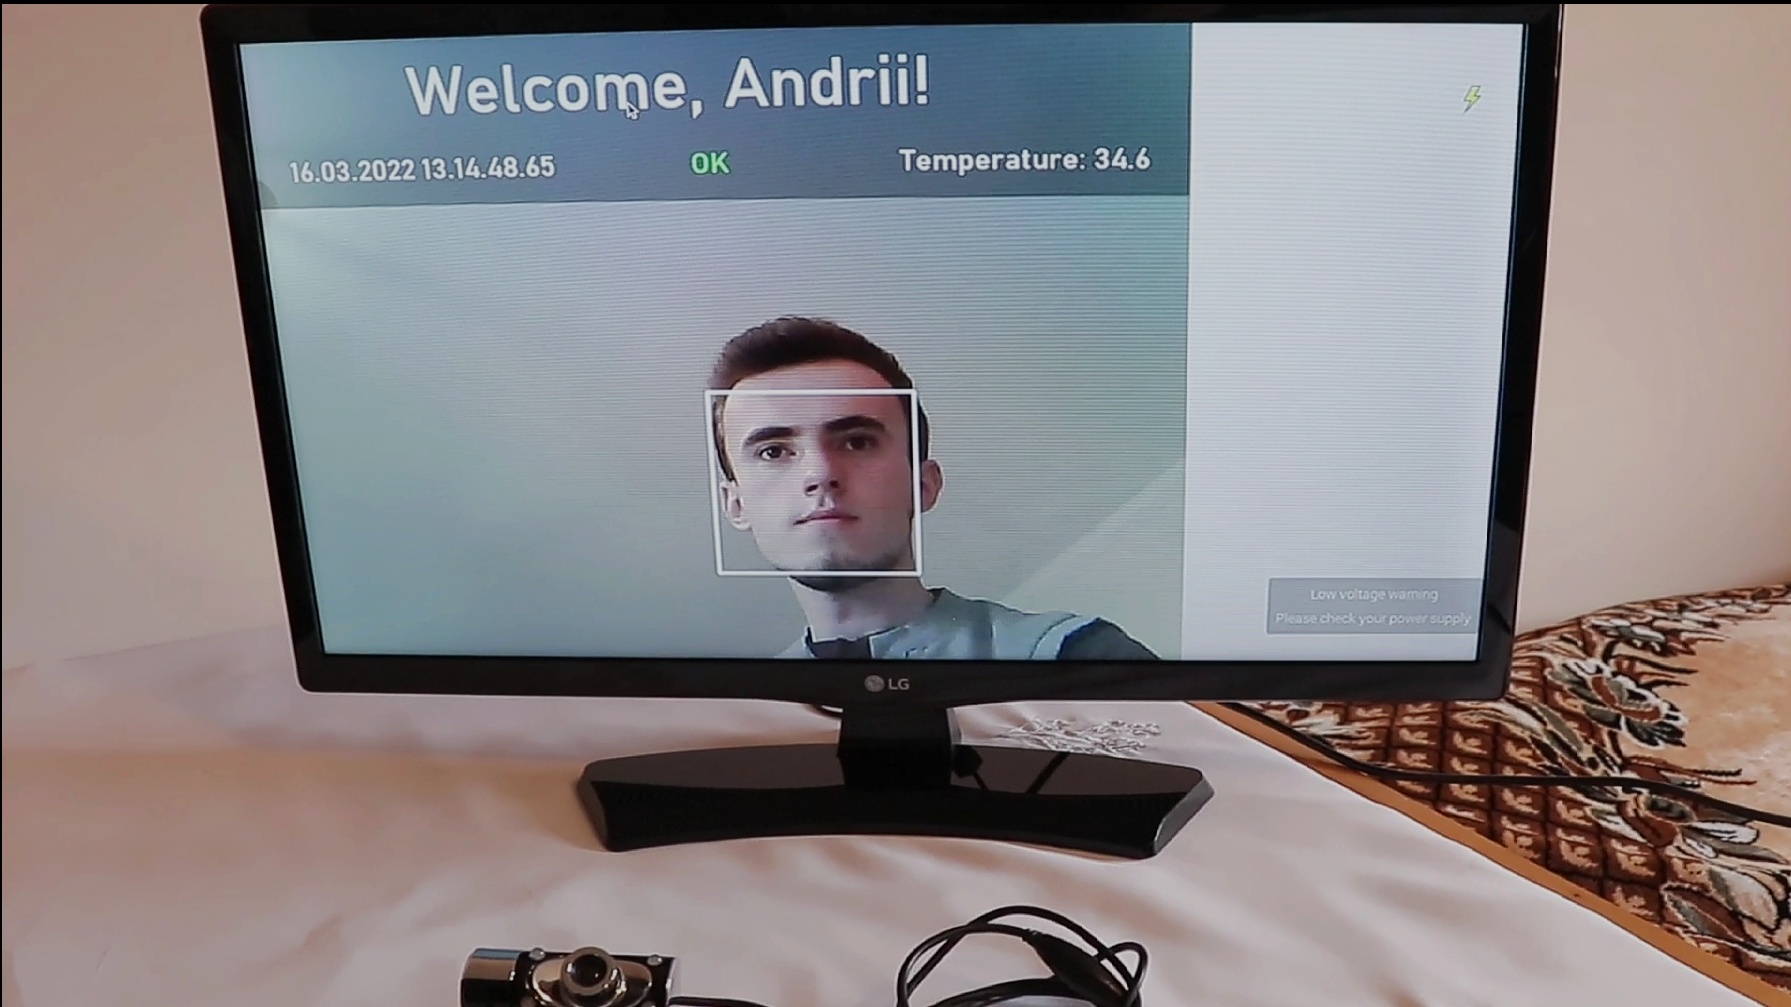 Welcome, Andrii!
16.03.2022 13.14.48.65 OK Temperature: 34.6
Low voltage warning
Please check your power supply
LG